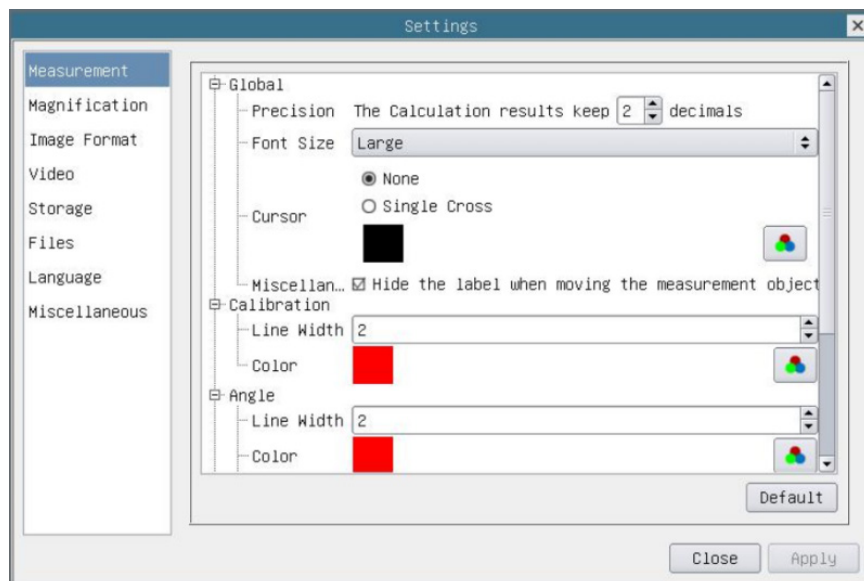 Settings
Measurement
Magnification
Image Format
Video
Storage
Files
Language
Miscellaneous
Global
Precision The Calculation results keep 2 decimals
Font Size Large
None
Cursor Single Cross
Miscellan... Hide the label when moving the measurement object
Calibration
Line Width 2
Color
Angle
Line Width 2
Color
Default
Close Apply